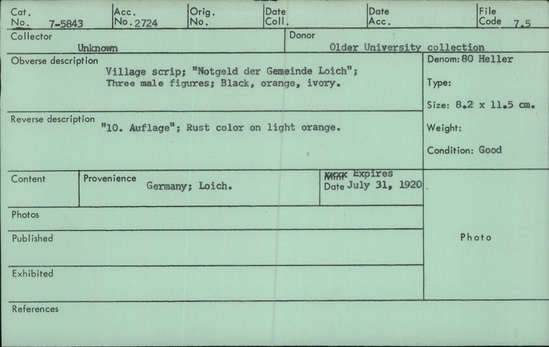 Cat. No. 7-5843 Acc. No. 2724 Orig. No. Date Coll. Date Acc. File Code 7.5
Collector Unknown Donor Older University collection
Obverse description Denom: 80 Heller
Village scrip; "Notgeld der Gemeinde Loich";
Three male figures; Black, orange, ivory.
Type:
Size: 8.2 x 11.5 cm.
Reverse description
"10. Auflage"; Rust color on light orange.
Weight:
Condition: Good
Content Provenience Expires
Germany; Loich. Date July 31, 1920
Photos
Published Photo
Exhibited
References